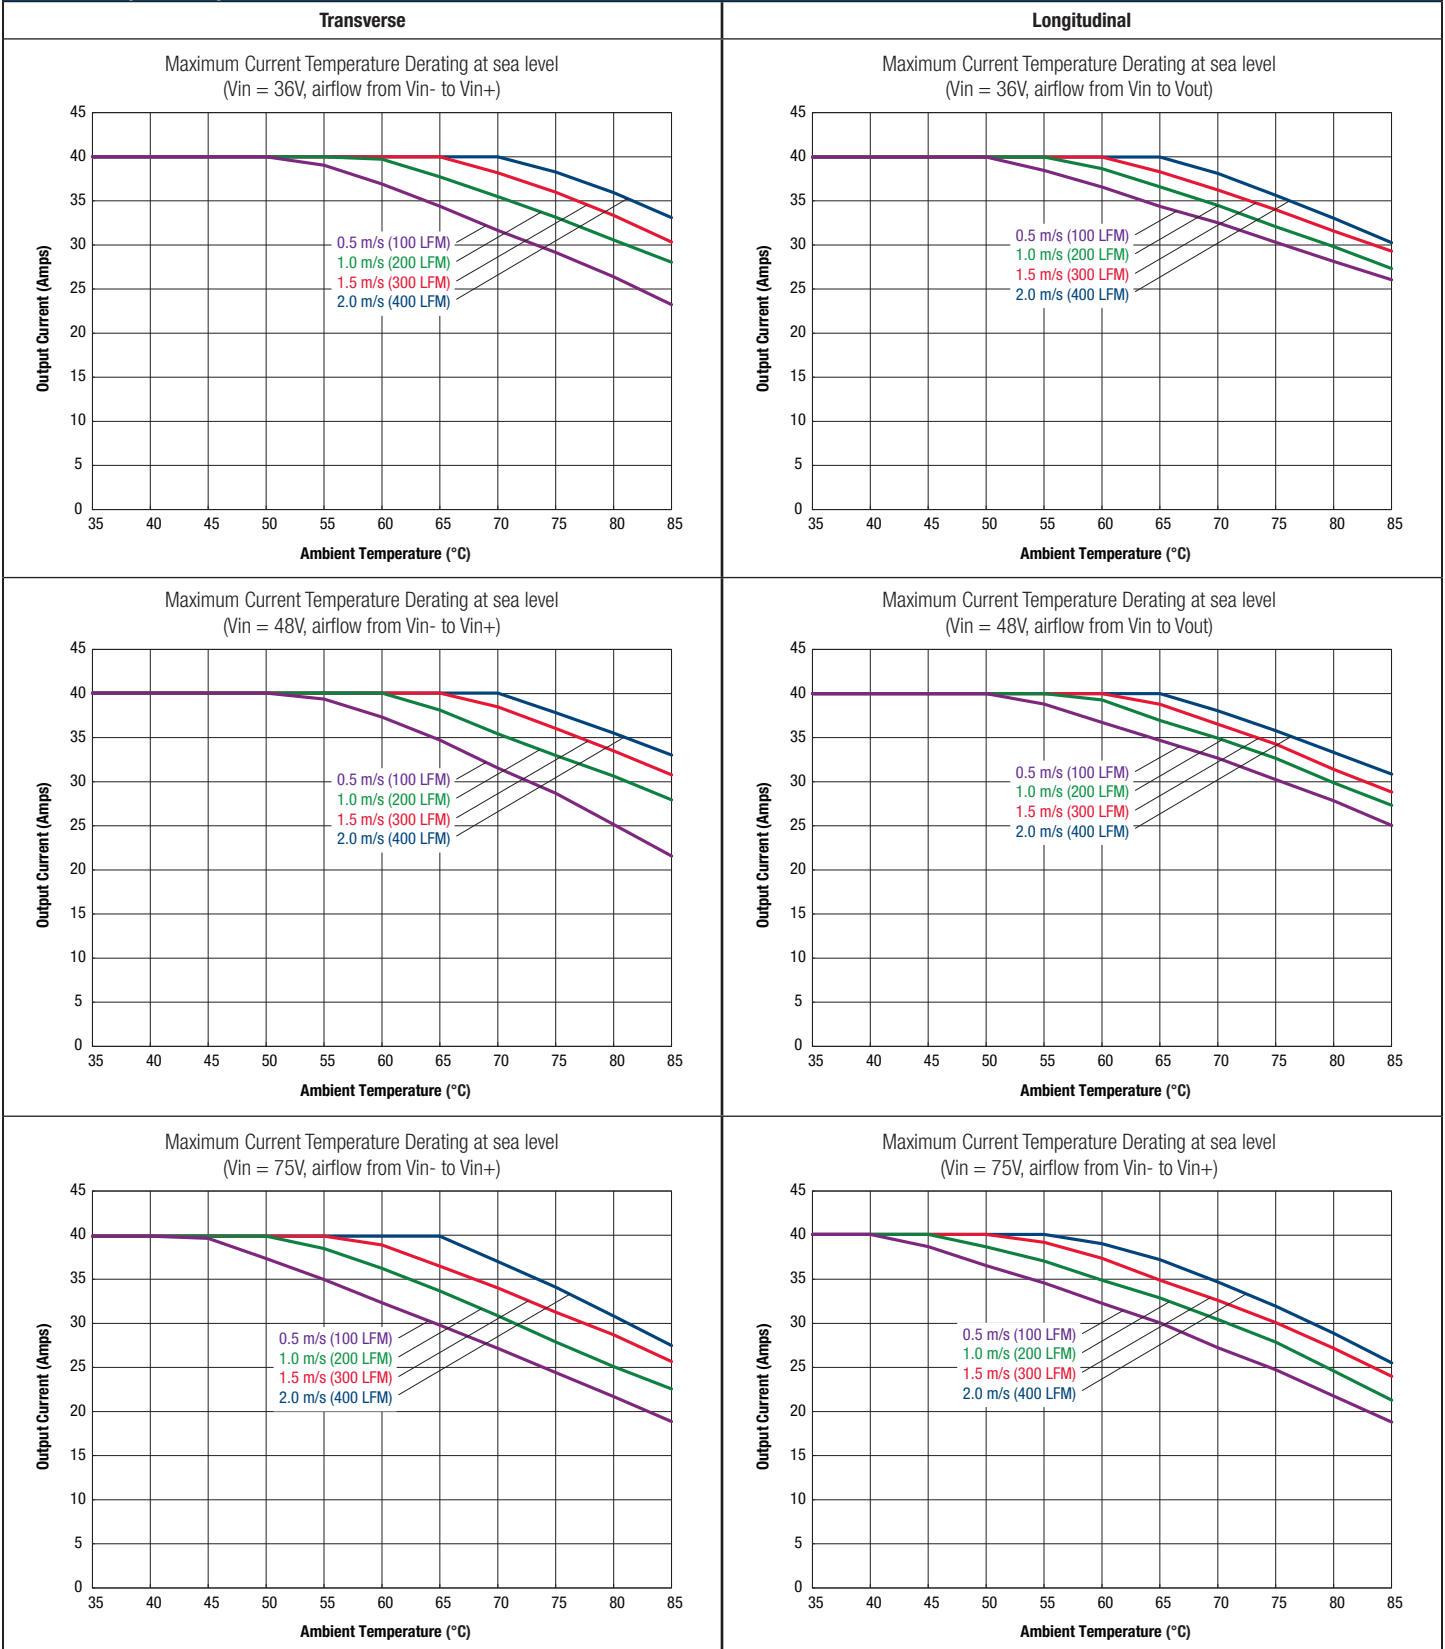 Transverse
Longitudinal
Maximum Current Temperature Derating at sea level
(Vin = 36V, airflow from Vin- to Vin+)
45
40
35
30
25
20
15
10
5
0
Output Current (Amps)
0.5 m/s (100 LFM)
1.0 m/s (200 LFM)
1.5 m/s (300 LFM)
2.0 m/s (400 LFM)
35 40 45 50 55 60 65 70 75 80 85
Ambient Temperature (°C)
Maximum Current Temperature Derating at sea level
(Vin = 36V, airflow from Vin to Vout)
45
40
35
30
25
20
15
10
5
0
Output Current (Amps)
0.5 m/s (100 LFM)
1.0 m/s (200 LFM)
1.5 m/s (300 LFM)
2.0 m/s (400 LFM)
35 40 45 50 55 60 65 70 75 80 85
Ambient Temperature (°C)
Maximum Current Temperature Derating at sea level
(Vin = 48V, airflow from Vin- to Vin+)
45
40
35
30
25
20
15
10
5
0
Output Current (Amps)
0.5 m/s (100 LFM)
1.0 m/s (200 LFM)
1.5 m/s (300 LFM)
2.0 m/s (400 LFM)
35 40 45 50 55 60 65 70 75 80 85
Ambient Temperature (°C)
Maximum Current Temperature Derating at sea level
(Vin = 48V, airflow from Vin to Vout)
45
40
35
30
25
20
15
10
5
0
Output Current (Amps)
0.5 m/s (100 LFM)
1.0 m/s (200 LFM)
1.5 m/s (300 LFM)
2.0 m/s (400 LFM)
35 40 45 50 55 60 65 70 75 80 85
Ambient Temperature (°C)
Maximum Current Temperature Derating at sea level
(Vin = 75V, airflow from Vin- to Vin+)
45
40
35
30
25
20
15
10
5
0
Output Current (Amps)
0.5 m/s (100 LFM)
1.0 m/s (200 LFM)
1.5 m/s (300 LFM)
2.0 m/s (400 LFM)
35 40 45 50 55 60 65 70 75 80 85
Ambient Temperature (°C)
Maximum Current Temperature Derating at sea level
(Vin = 75V, airflow from Vin- to Vin+)
45
40
35
30
25
20
15
10
5
0
Output Current (Amps)
0.5 m/s (100 LFM)
1.0 m/s (200 LFM)
1.5 m/s (300 LFM)
2.0 m/s (400 LFM)
35 40 45 50 55 60 65 70 75 80 85
Ambient Temperature (°C)